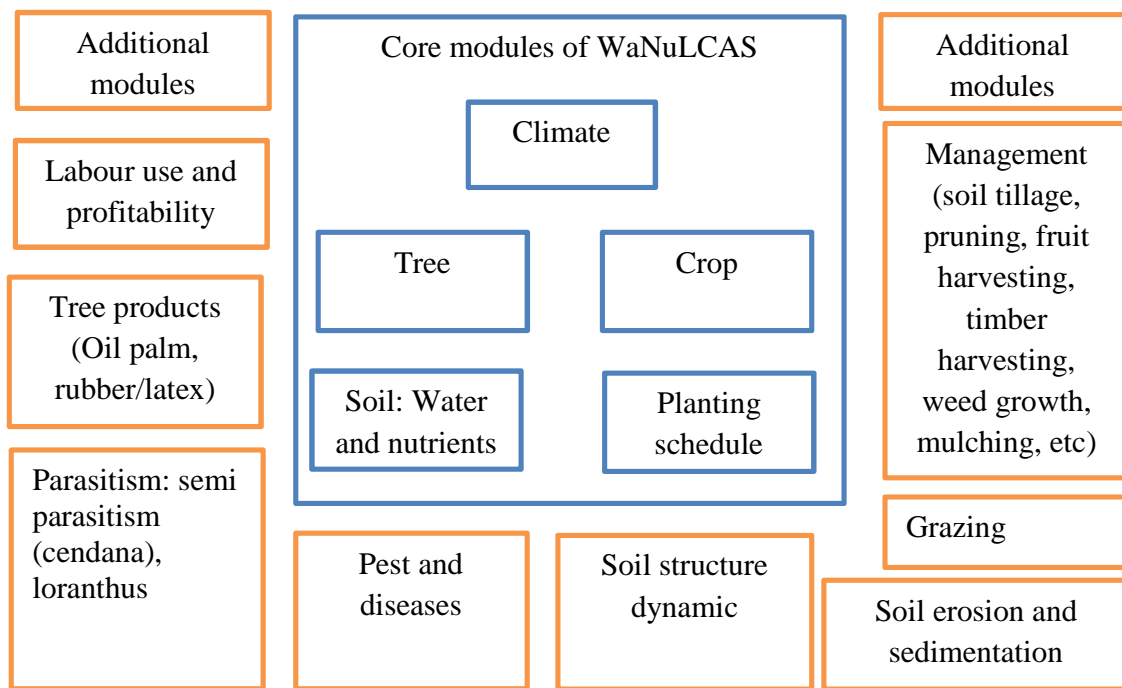 Additional
modules
Labour use and
profitability
Tree products
(Oil palm,
rubber/latex)
Parasitism: semi
parasitism
(cendana),
loranthus
Core modules of WaNuLCAS
Climate
Tree
Crop
Soil: Water
and nutrients
Planting
schedule
Pest and
diseases
Soil structure
dynamic
Additional
modules
Management
(soil tillage,
pruning, fruit
harvesting,
timber
harvesting,
weed growth,
mulching, etc)
Grazing
Soil erosion and
sedimentation